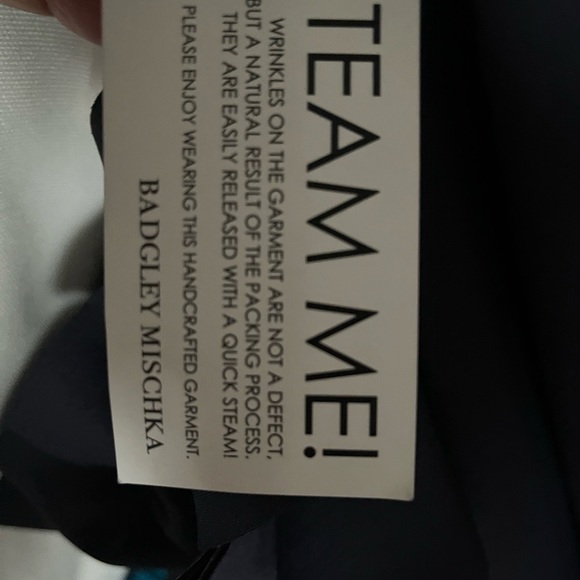 TEAM ME!
WRINKLES ON THE GARMENT ARE NOT A DEFECT,
BUT A NATURAL RESULT OF THE PACKING PROCESS.
THEY ARE EASILY RELEASED WITH A QUICK STEAM!
PLEASE ENJOY WEARING THIS HANDCRAFTED GARMENT.
BADGLEY MISCHKA